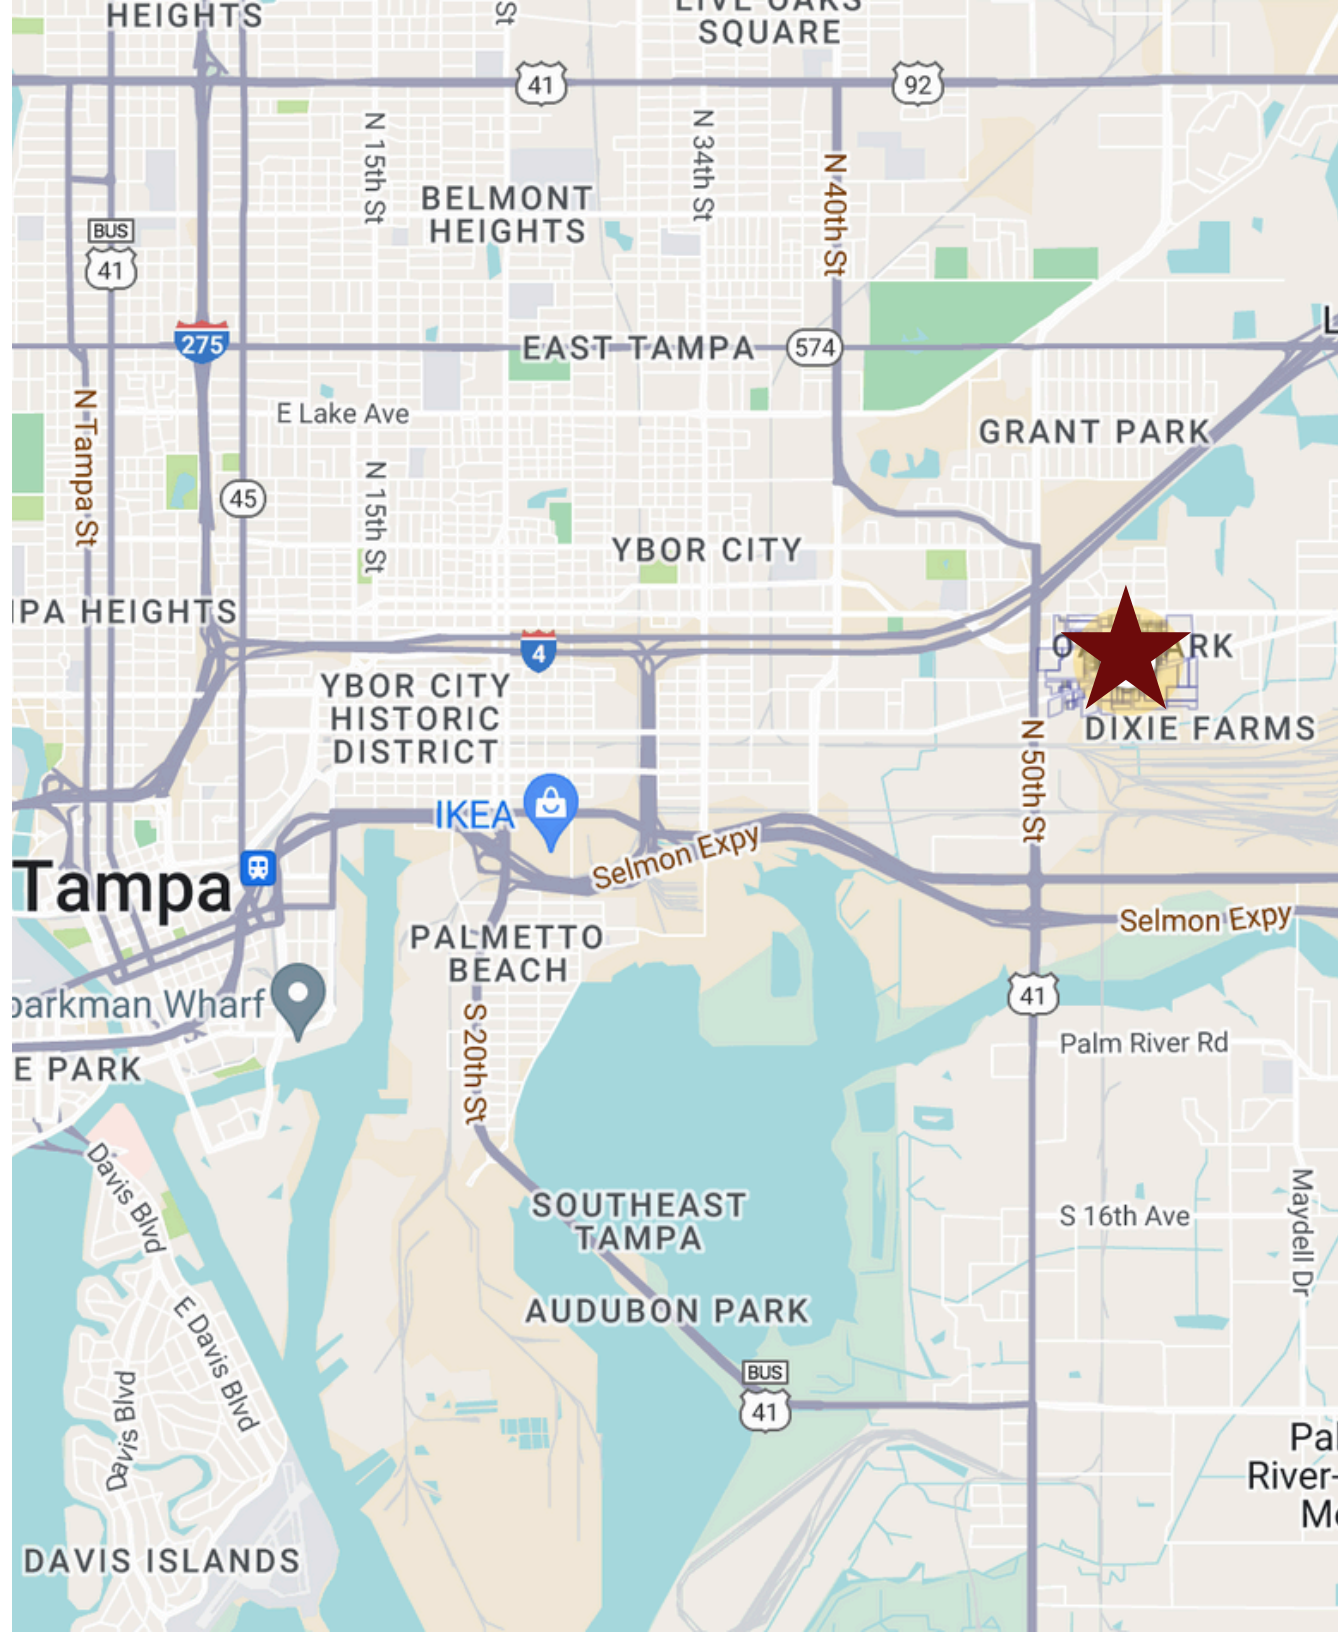 HEIGHTS
St
LIVE OAKS
SQUARE
41
92
N 15th St
N 34th St
N 40th St
BELMONT
HEIGHTS
BUS
41
275
EAST TAMPA
574
N Tampa St
E Lake Ave
GRANT PARK
45
N 15th St
YBOR CITY
IPA HEIGHTS
4
O
ARK
YBOR CITY
HISTORIC
DISTRICT
DIXIE FARMS
N 50th St
IKEA
Selmon Expy
Tampa
Selmon Expy
PALMETTO
BEACH
parkman Wharf
41
S 20th St
Palm River Rd
E PARK
Davis Blvd
SOUTHEAST
TAMPA
S 16th Ave
Maydell Dr
E Davis Blvd
AUDUBON PARK
BUS
41
Davis Blvd
Pal
River-
Me
DAVIS ISLANDS